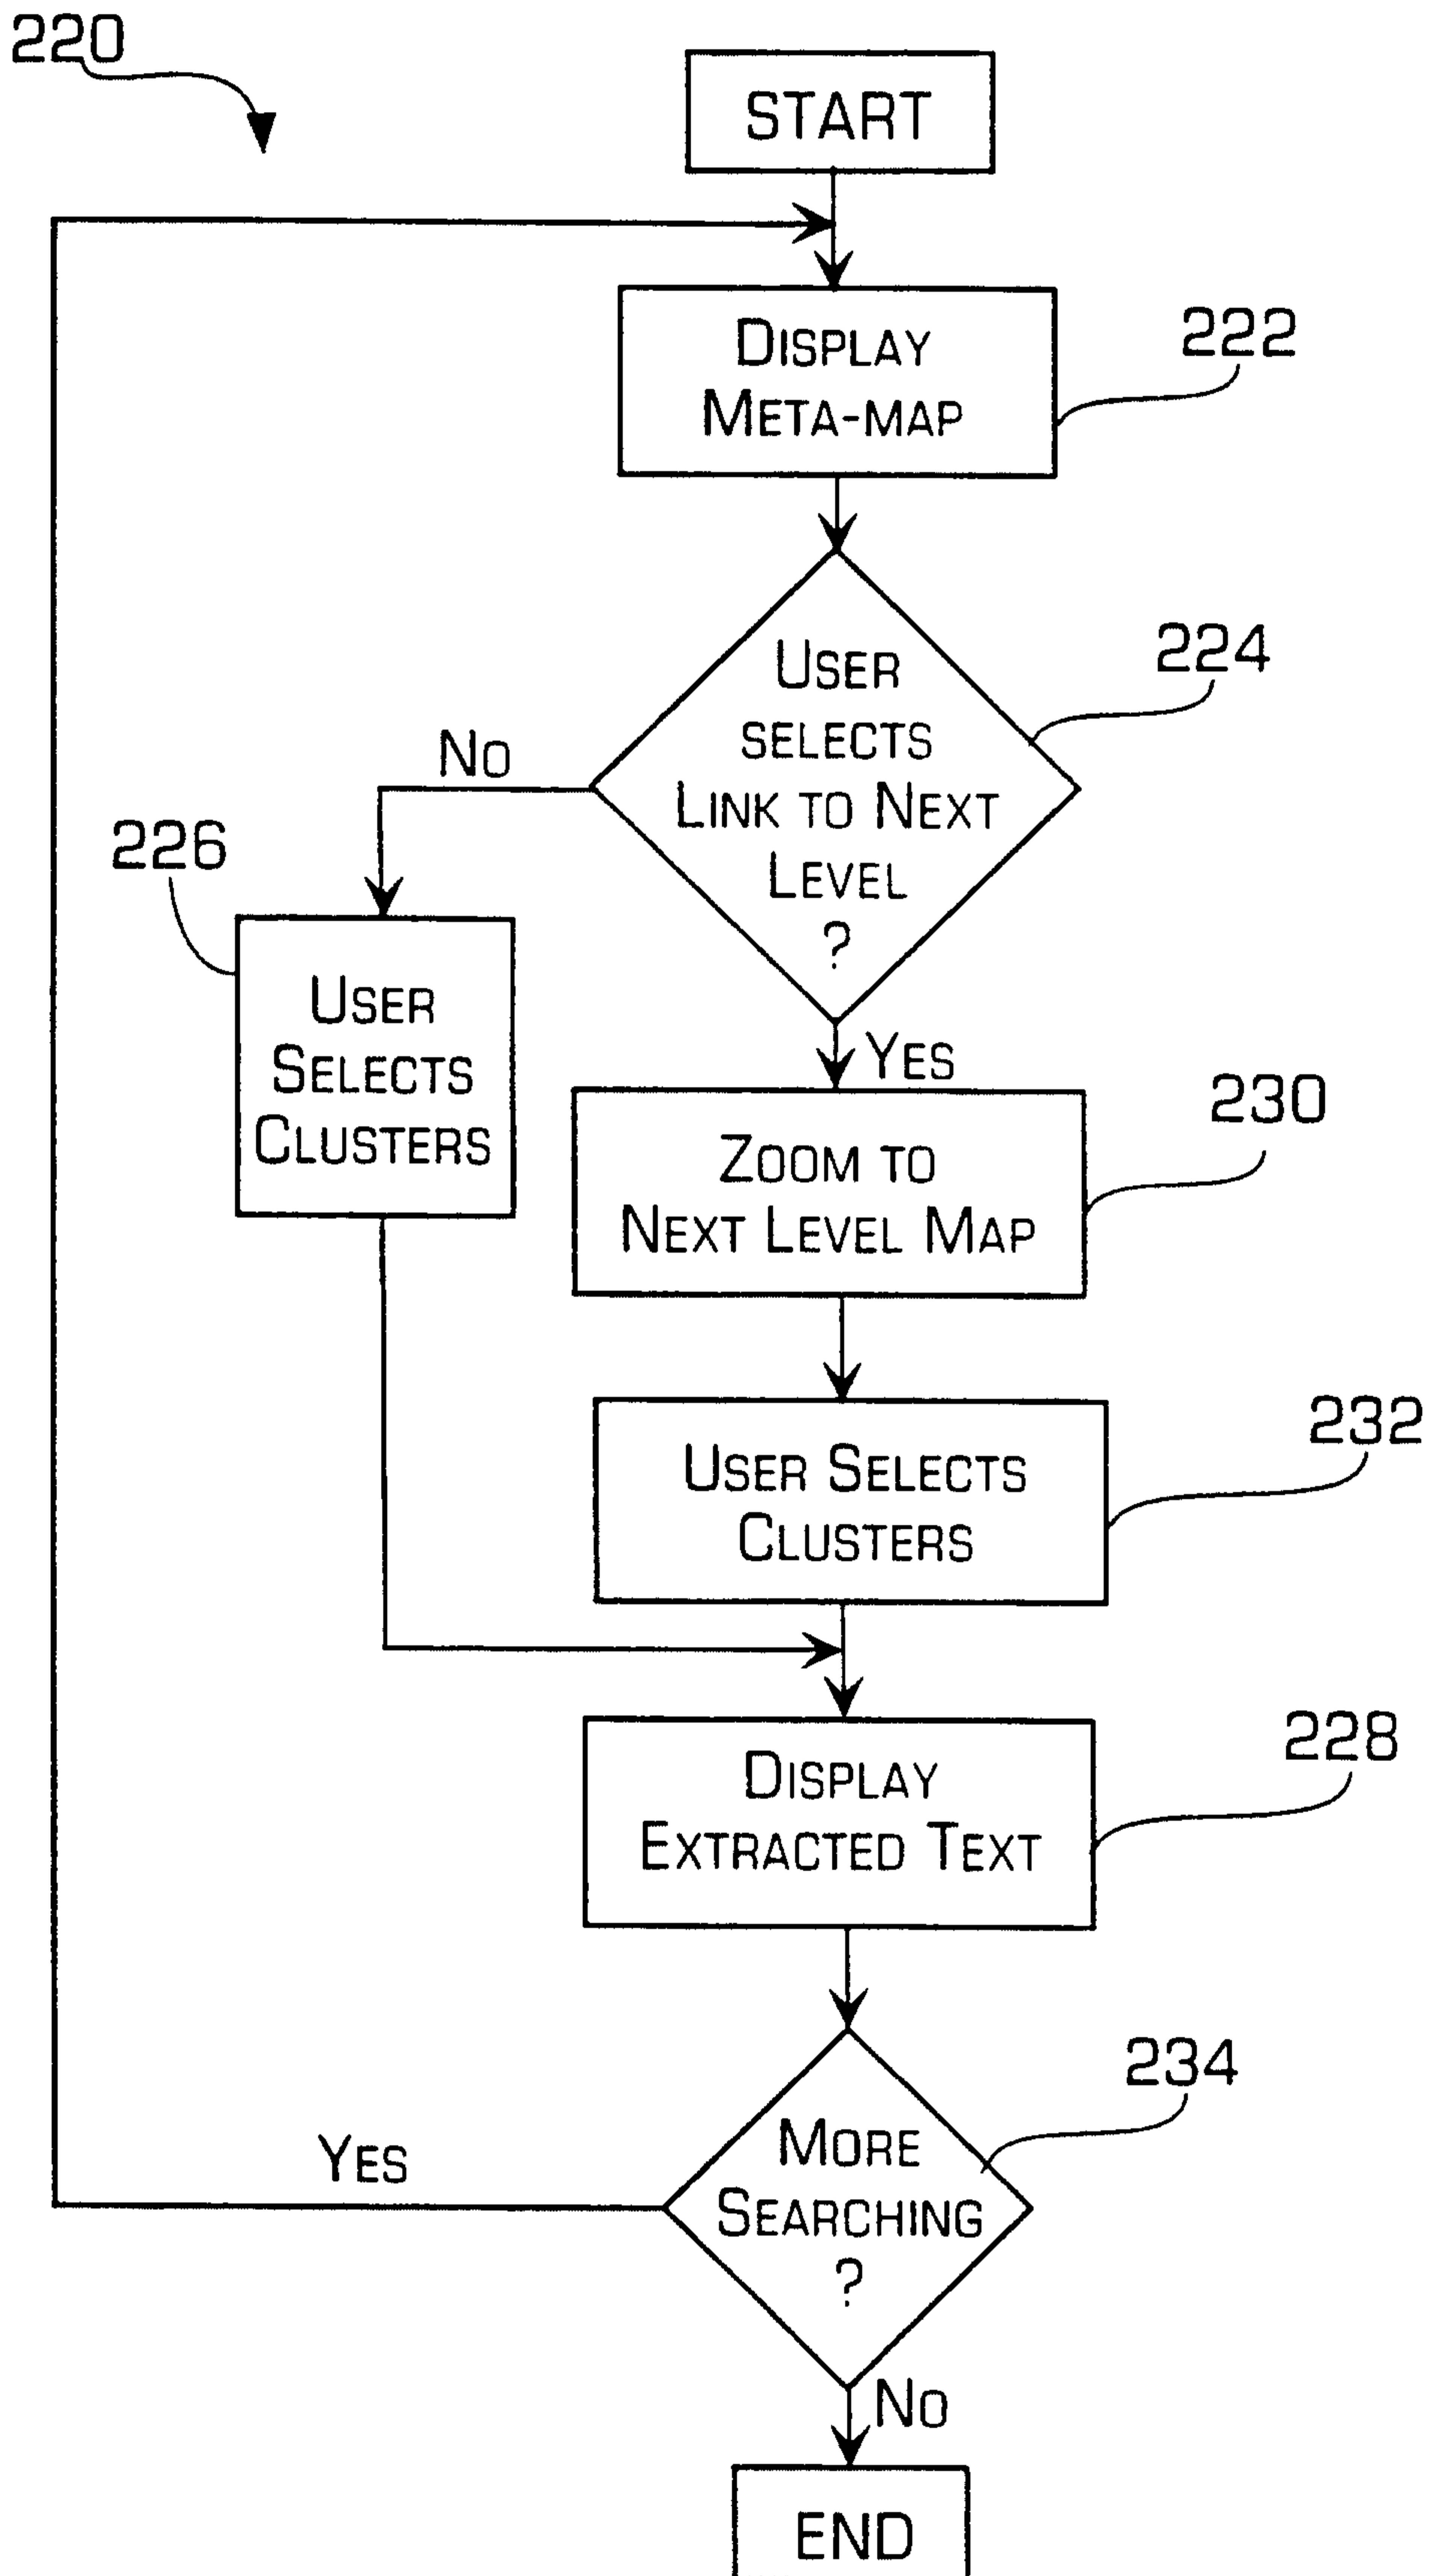 220
START
DISPLAY
META-MAP
222
USER
SELECTS
LINK TO NEXT
LEVEL
?
224
NO
226
USER
SELECTS
CLUSTERS
YES
ZOOM TO
NEXT LEVEL MAP
230
USER SELECTS
CLUSTERS
232
DISPLAY
EXTRACTED TEXT
228
MORE
SEARCHING
?
234
YES
NO
END